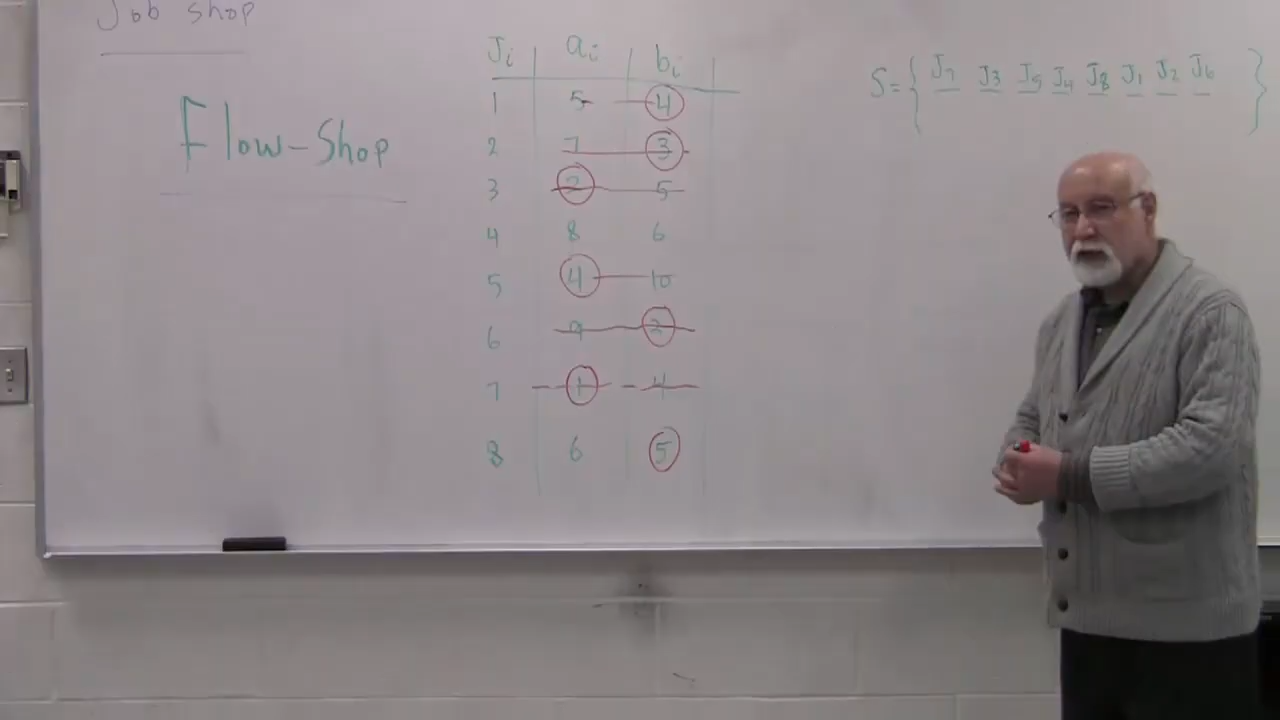 Job shop
Flow-Shop
Ji ai bi
1 5 4
2 7 3
3 2 5
4 8 6
5 4 10
6 9 2
7 1 4
8 6 5
S = { J7 J3 J5 J4 J8 J1 J2 J6 }